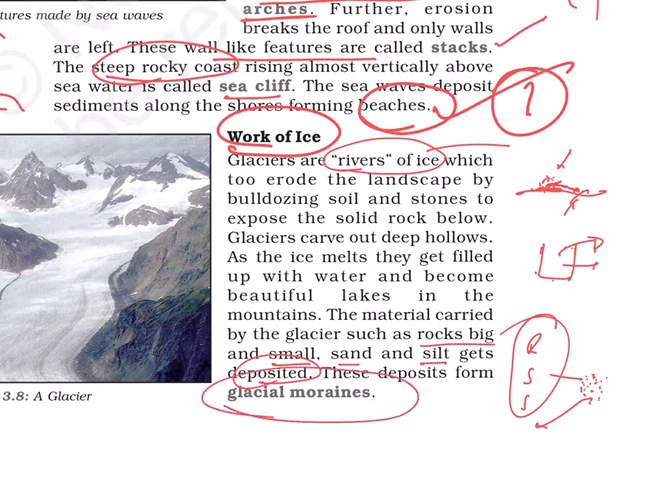 tures made by sea waves
arches. Further, erosion
breaks the roof and only walls
are left. These wall like features are called stacks.
The steep rocky coast rising almost vertically above
sea water is called sea cliff. The sea waves deposit
sediments along the shores forming beaches.
1
Work of Ice
Glaciers are “rivers” of ice which
too erode the landscape by
bulldozing soil and stones to
expose the solid rock below.
Glaciers carve out deep hollows.
As the ice melts they get filled
up with water and become
beautiful lakes in the
mountains. The material carried
by the glacier such as rocks big
and small, sand and silt gets
deposited. These deposits form
glacial moraines.
R
S
S
3.8: A Glacier